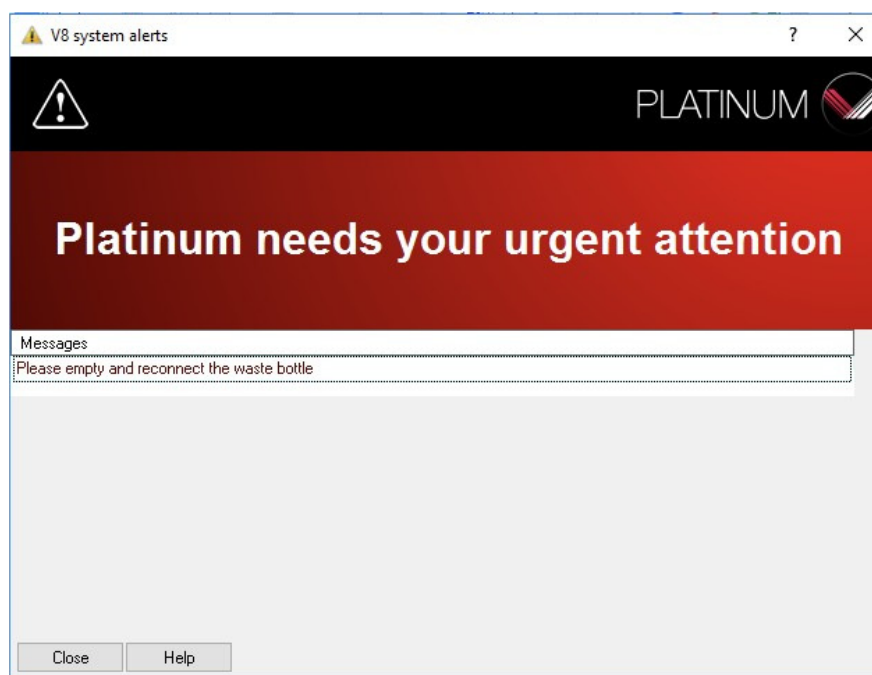 V8 system alerts
PLATINUM
Platinum needs your urgent attention
Messages
Please empty and reconnect the waste bottle
Close
Help